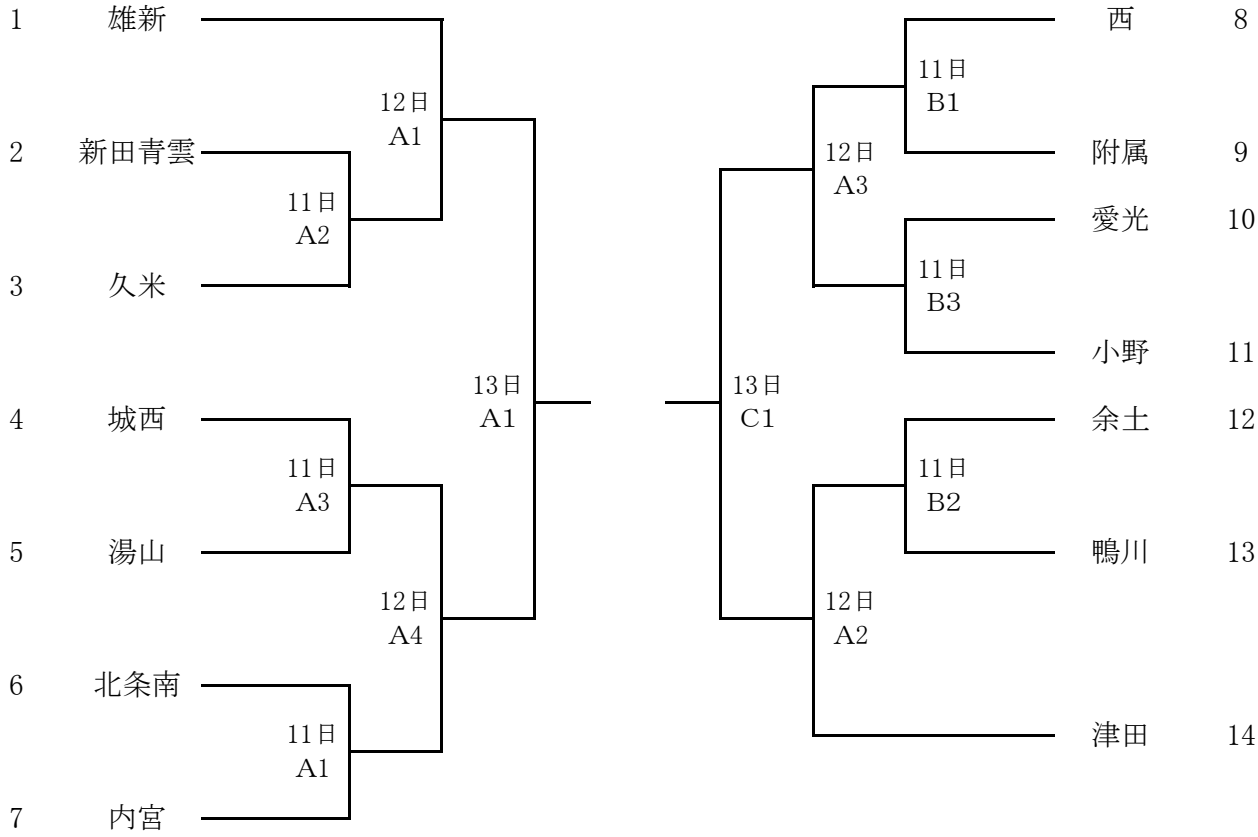 1 雄新
12日
A1
2 新田青雲
11日
A2
3 久米
13日
A1
4 城西
11日
A3
5 湯山
12日
A4
6 北条南
11日
A1
7 内宮
西 8
11日
B1
附属 9
12日
A3
愛光 10
11日
B3
小野 11
13日
C1
余土 12
11日
B2
鴨川 13
12日
A2
津田 14